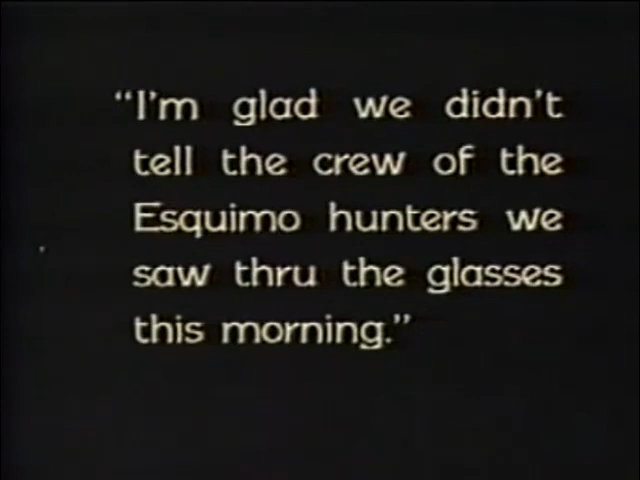 “I’m glad we didn’t
tell the crew of the
Esquimo hunters we
saw thru the glasses
this morning.”